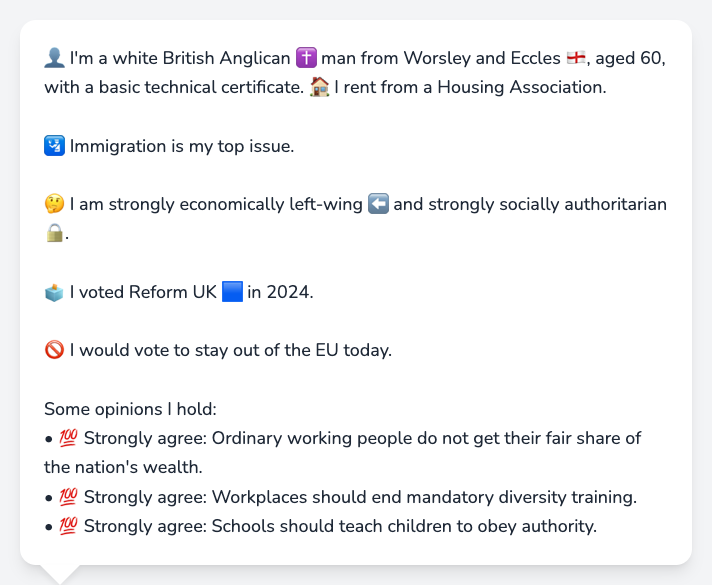 👤 I'm a white British Anglican ✝️ man from Worsley and Eccles 🏴󠁧󠁢󠁥󠁮󠁧󠁿, aged 60,
with a basic technical certificate. 🏠 I rent from a Housing Association.
🛂 Immigration is my top issue.
🤔 I am strongly economically left-wing ⬅️ and strongly socially authoritarian
🔒.
🗳️ I voted Reform UK 🟦 in 2024.
🚫 I would vote to stay out of the EU today.
Some opinions I hold:
• 💯 Strongly agree: Ordinary working people do not get their fair share of
the nation's wealth.
• 💯 Strongly agree: Workplaces should end mandatory diversity training.
• 💯 Strongly agree: Schools should teach children to obey authority.